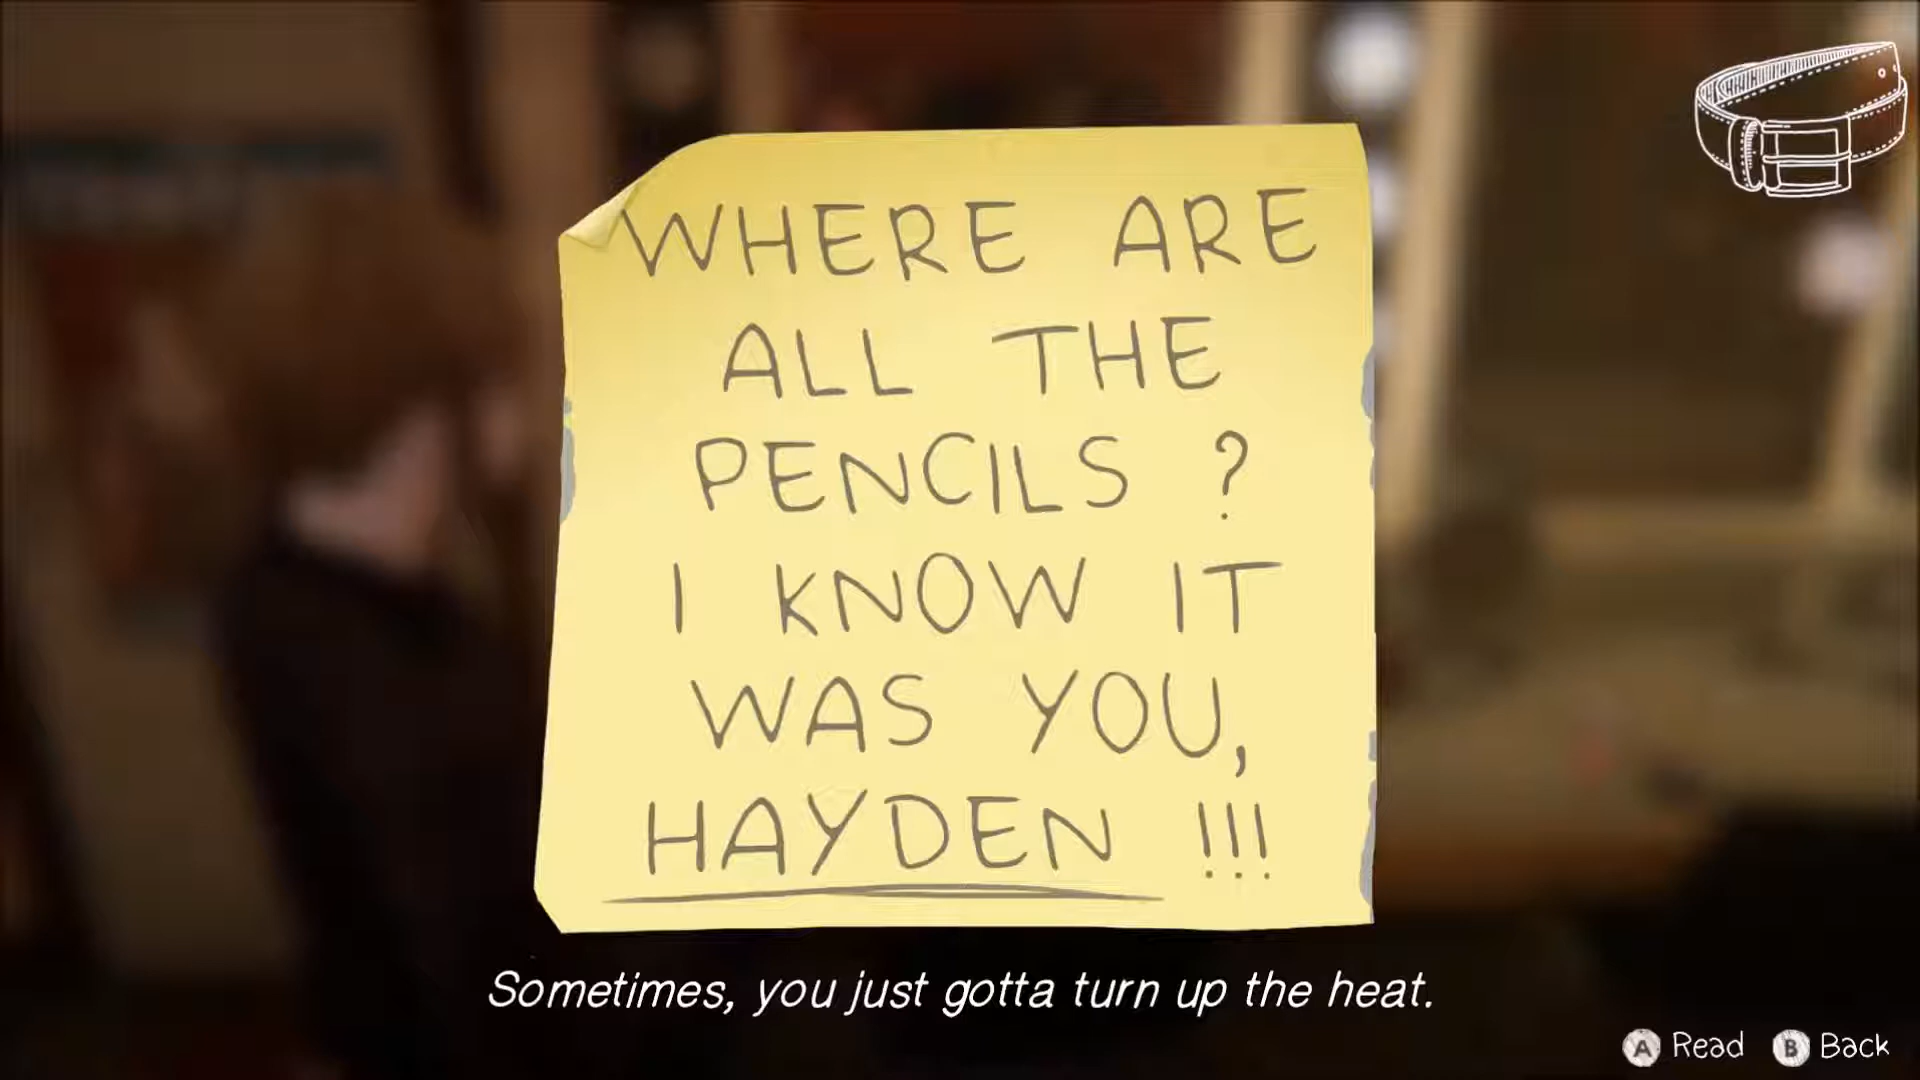 WHERE ARE
ALL THE
PENCILS ?
I KNOW IT
WAS YOU,
HAYDEN !!!
Sometimes, you just gotta turn up the heat.
A Read B Back